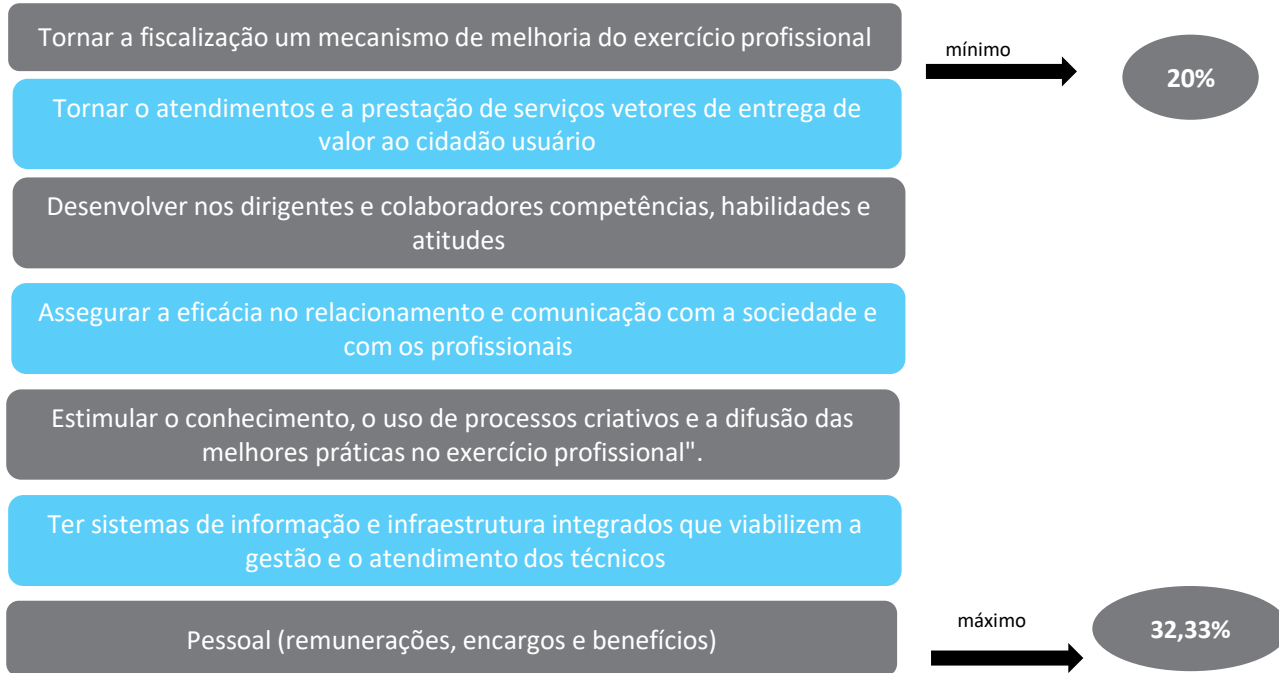 Tornar a fiscalização um mecanismo de melhoria do exercício profissional
mínimo
20%
Tornar o atendimentos e a prestação de serviços vetores de entrega de
valor ao cidadão usuário
Desenvolver nos dirigentes e colaboradores competências, habilidades e
atitudes
Assegurar a eficácia no relacionamento e comunicação com a sociedade e
com os profissionais
Estimular o conhecimento, o uso de processos criativos e a difusão das
melhores práticas no exercício profissional".
Ter sistemas de informação e infraestrutura integrados que viabilizem a
gestão e o atendimento dos técnicos
Pessoal (remunerações, encargos e benefícios)
máximo
32,33%